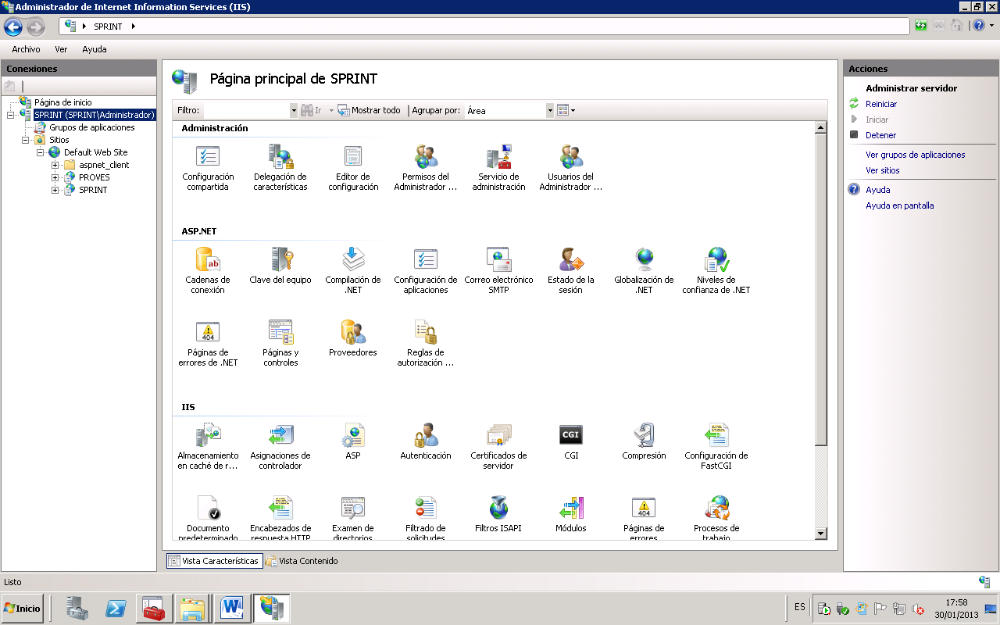 Administrador de Internet Information Services (IIS)
SPRINT
Archivo Ver Ayuda
Conexiones
Página de inicio
SPRINT (SPRINT\Administrador)
Grupos de aplicaciones
Sitios
Default Web Site
aspnet_client
PROVES
SPRINT
Página principal de SPRINT
Filtro: Ir Mostrar todo Agrupar por: Área
Administración
Configuración compartida
Delegación de características
Editor de configuración
Permisos del Administrador ...
Servicio de administración
Usuarios del Administrador ...
ASP.NET
Cadenas de conexión
Clave del equipo
Compilación de .NET
Configuración de aplicaciones
Correo electrónico SMTP
Estado de la sesión
Globalización de .NET
Niveles de confianza de .NET
Páginas de errores de .NET
Páginas y controles
Proveedores
Reglas de autorización ...
IIS
Almacenamiento en caché de r...
Asignaciones de controlador
ASP
Autenticación
Certificados de servidor
CGI
CGI
Compresión
Configuración de FastCGI
Documento predeterminado
Encabezados de respuesta HTTP
Examen de directorios
Filtrado de solicitudes
Filtros ISAPI
Módulos
Páginas de errores
Procesos de trabajo
Vista Características Vista Contenido
Acciones
Administrar servidor
Reiniciar
Iniciar
Detener
Ver grupos de aplicaciones
Ver sitios
Ayuda
Ayuda en pantalla
Listo
Inicio
ES
17:58
30/01/2013